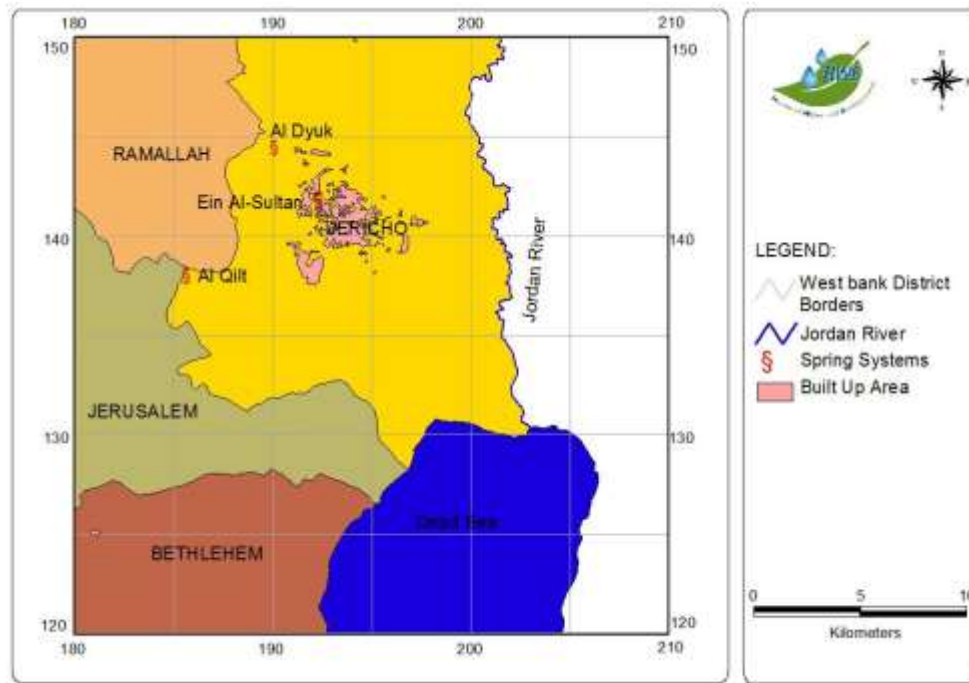 180
190
200
210
150
150
Al Dyuk
RAMALLAH
Ein Al-Sultan
JERICHO
140
140
Al Qilt
Jordan River
JERUSALEM
130
130
Dead Sea
BETHLEHEM
120
120
180
190
200
210
LEGEND:
West bank District
Borders
Jordan River
Spring Systems
Built Up Area
0
5
10
Kilometers